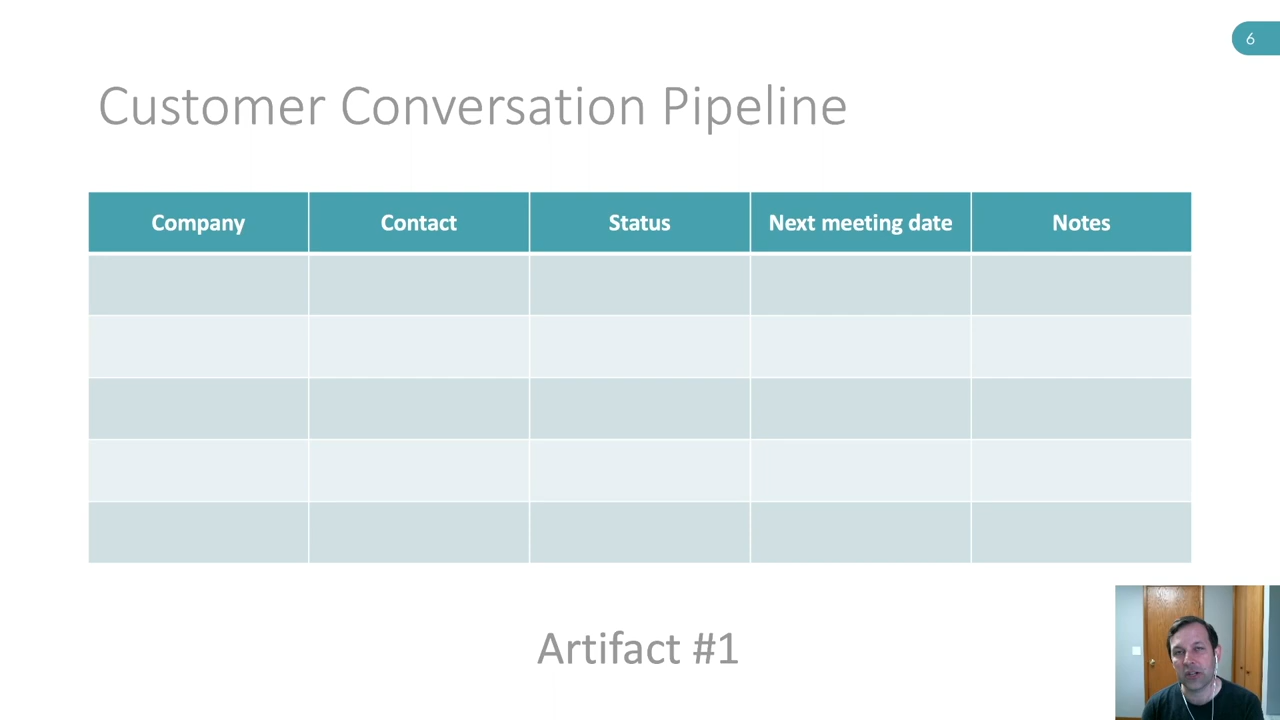 6
Customer Conversation Pipeline
Company Contact Status Next meeting date Notes
Artifact #1